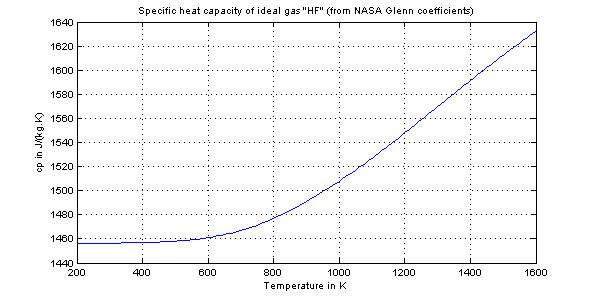 Specific heat capacity of ideal gas "HF" (from NASA Glenn coefficients)
1640
1620
1600
1580
1560
1540
1520
1500
1480
1460
1440
cp in J/(kg.K)
200 400 600 800 1000 1200 1400 1600
Temperature in K